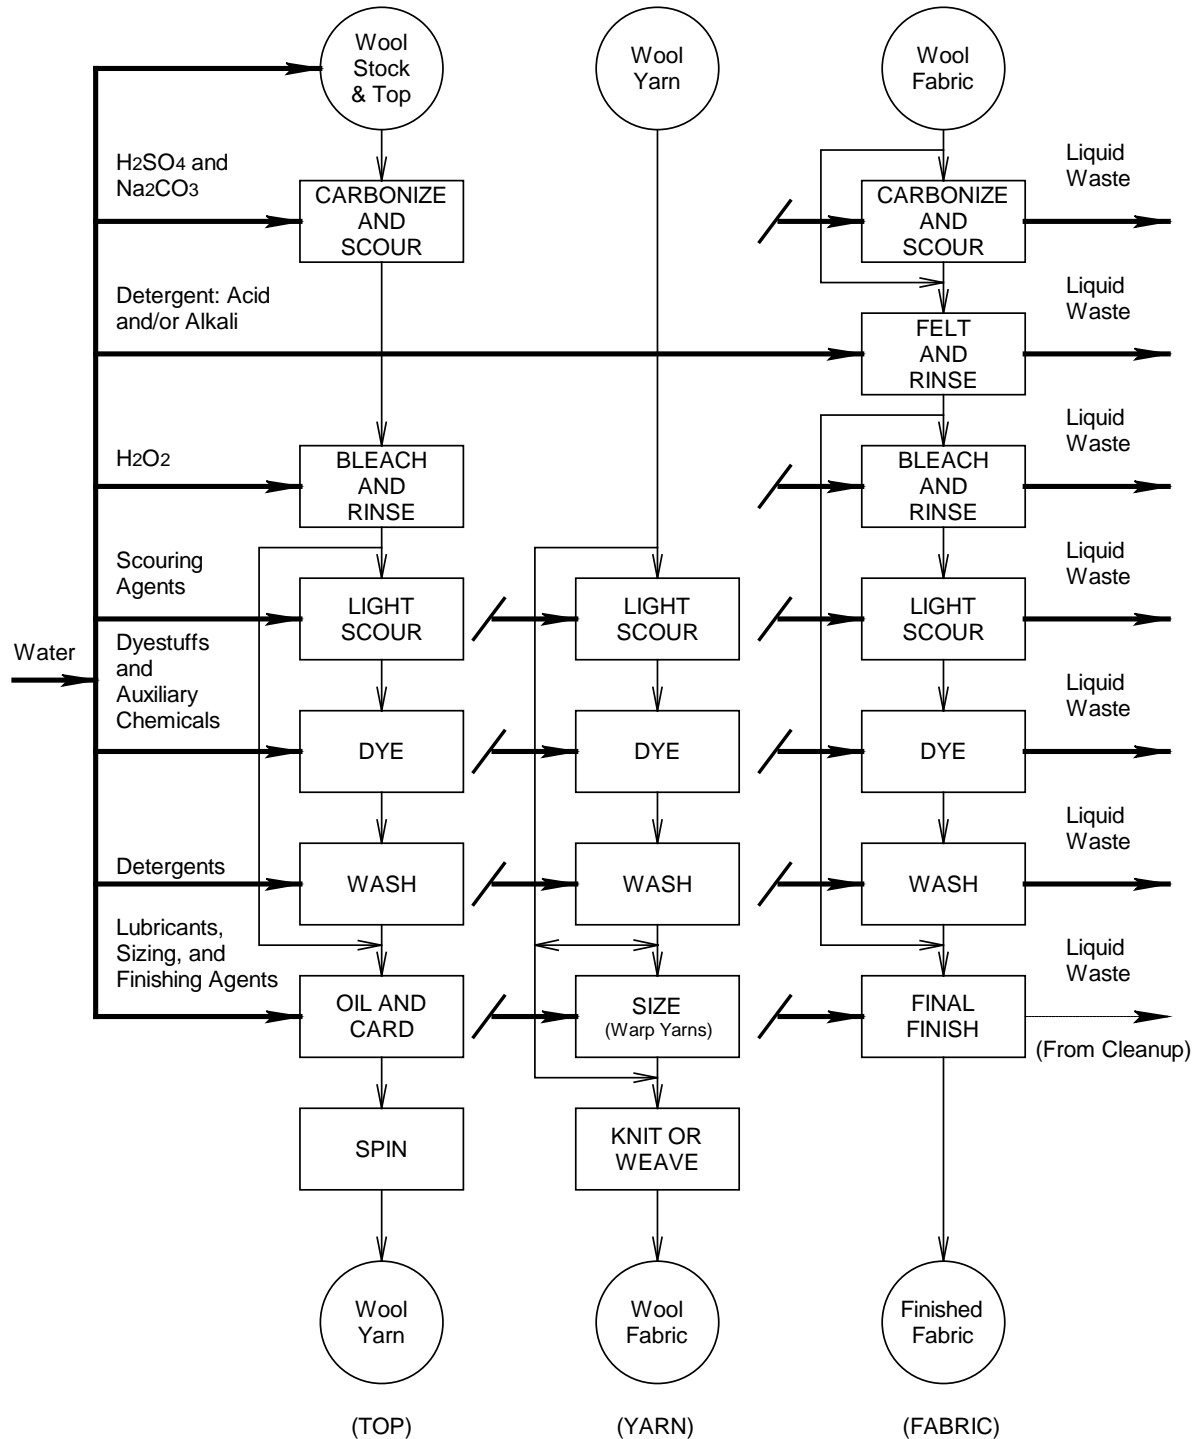 Wool
Stock
& Top
Wool
Yarn
Wool
Fabric
H2SO4 and
Na2CO3
CARBONIZE
AND
SCOUR
CARBONIZE
AND
SCOUR
Liquid
Waste
Detergent: Acid
and/or Alkali
FELT
AND
RINSE
Liquid
Waste
H2O2
BLEACH
AND
RINSE
BLEACH
AND
RINSE
Liquid
Waste
Scouring
Agents
LIGHT
SCOUR
LIGHT
SCOUR
LIGHT
SCOUR
Liquid
Waste
Water
Dyestuffs
and
Auxiliary
Chemicals
DYE
DYE
DYE
Liquid
Waste
Detergents
WASH
WASH
WASH
Liquid
Waste
Lubricants,
Sizing, and
Finishing Agents
OIL AND
CARD
SIZE
(Warp Yarns)
FINAL
FINISH
Liquid
Waste
(From Cleanup)
SPIN
KNIT OR
WEAVE
Wool
Yarn
Wool
Fabric
Finished
Fabric
(TOP)
(YARN)
(FABRIC)